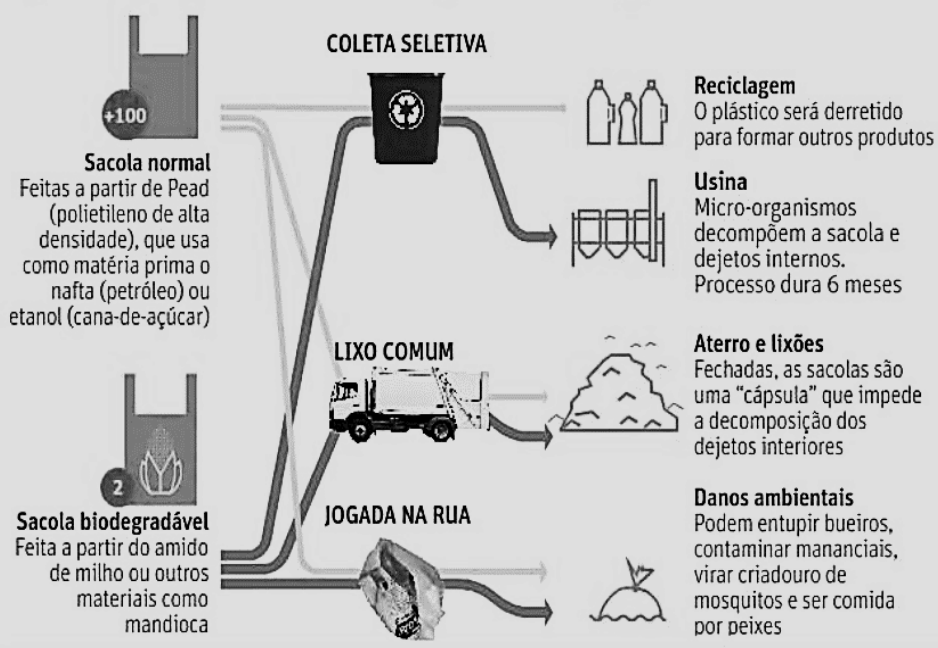 +100
Sacola normal
Feitas a partir de Pead
(polietileno de alta
densidade), que usa
como matéria prima o
nafta (petróleo) ou
etanol (cana-de-açúcar)
2
Sacola biodegradável
Feita a partir do amido
de milho ou outros
materiais como
mandioca
COLETA SELETIVA
LIXO COMUM
JOGADA NA RUA
Reciclagem
O plástico será derretido
para formar outros produtos
Usina
Micro-organismos
decompõem a sacola e
dejetos internos.
Processo dura 6 meses
Aterro e lixões
Fechadas, as sacolas são
uma “cápsula” que impede
a decomposição dos
dejetos interiores
Danos ambientais
Podem entupir bueiros,
contaminar mananciais,
virar criadouro de
mosquitos e ser comida
por peixes